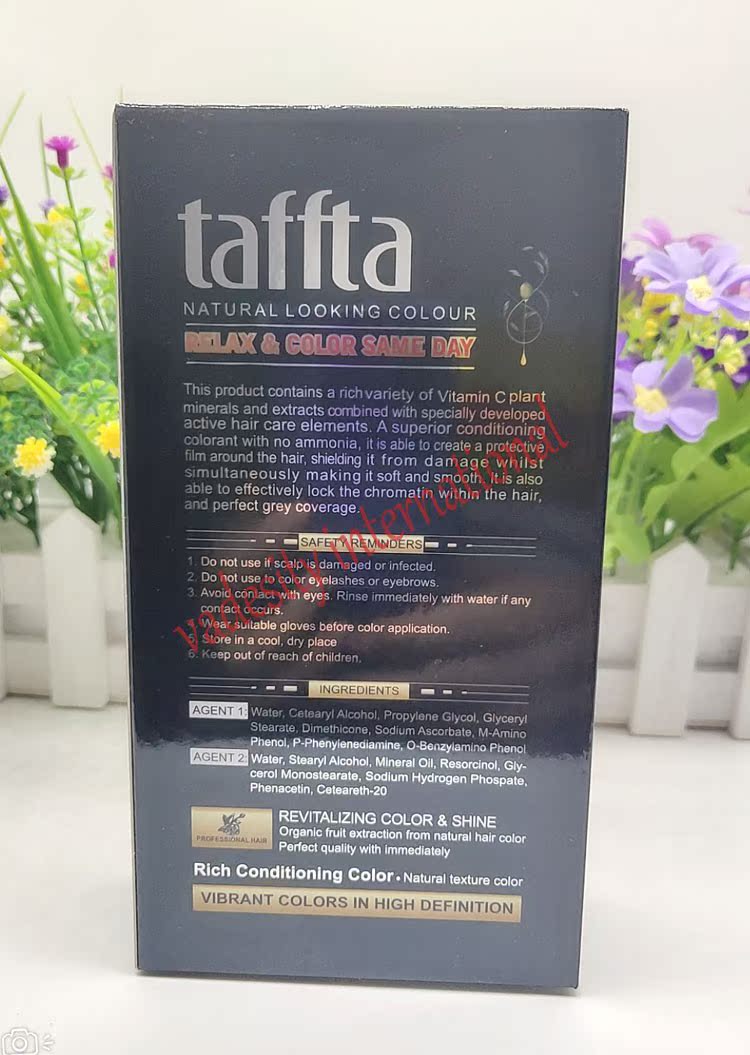 taffta
NATURAL LOOKING COLOUR
RELAX & COLOR SAME DAY
This product contains a richvariety of Vitamin C plant
minerals and extracts combined with specially developed
active hair care elements. A superior conditioning
colorant with no ammonia, it is able to create a protective
film around the hair, shielding it from damage whilst
simultaneously making it soft and smooth. It is also
able to effectively lock the chromatin within the hair,
and perfect grey coverage.
SAFETY REMINDERS
1. Do not use if scalp is damaged or infected.
2. Do not use to color eyelashes or eyebrows.
3. Avoid contact with eyes. Rinse immediately with water if any
contact occurs.
4. Wear suitable gloves before color application.
5. Store in a cool, dry place
6. Keep out of reach of children.
INGREDIENTS
AGENT 1: Water, Cetearyl Alcohol, Propylene Glycol, Glyceryl
Stearate, Dimethicone, Sodium Ascorbate, M-Amino
Phenol, P-Phenylenediamine, O-Benzylamino Phenol
AGENT 2: Water, Stearyl Alcohol, Mineral Oil, Resorcinol, Gly-
cerol Monostearate, Sodium Hydrogen Phospate,
Phenacetin, Ceteareth-20
PROFESSIONAL HAIR
REVITALIZING COLOR & SHINE
Organic fruit extraction from natural hair color
Perfect quality with immediately
Rich Conditioning Color • Natural texture color
VIBRANT COLORS IN HIGH DEFINITION
vadesity international